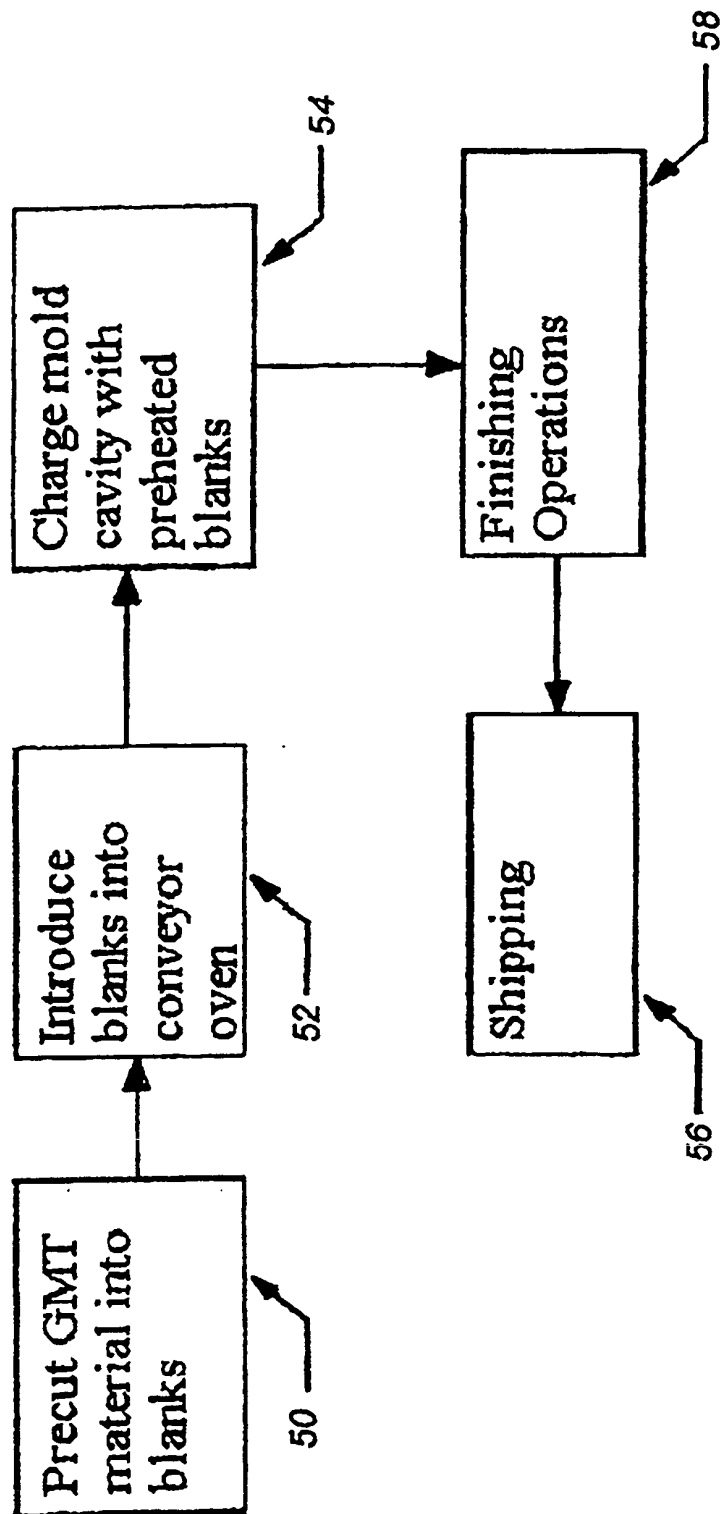 Precut GMT
material into
blanks
50
Introduce
blanks into
conveyor
oven
52
Charge mold
cavity with
preheated
blanks
54
Finishing
Operations
58
Shipping
56